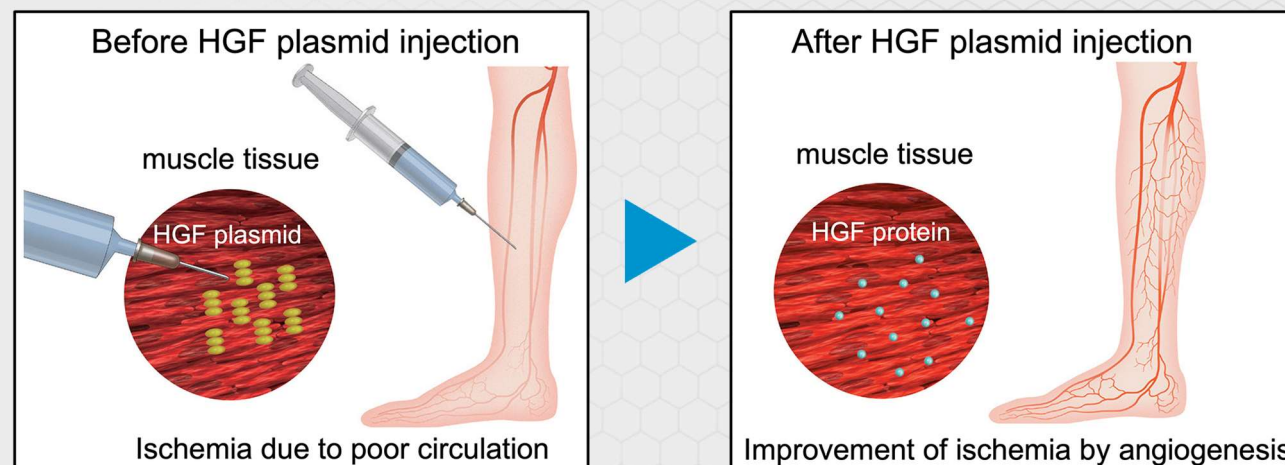 Before HGF plasmid injection
muscle tissue
HGF plasmid
Ischemia due to poor circulation
After HGF plasmid injection
muscle tissue
HGF protein
Improvement of ischemia by angiogenesis